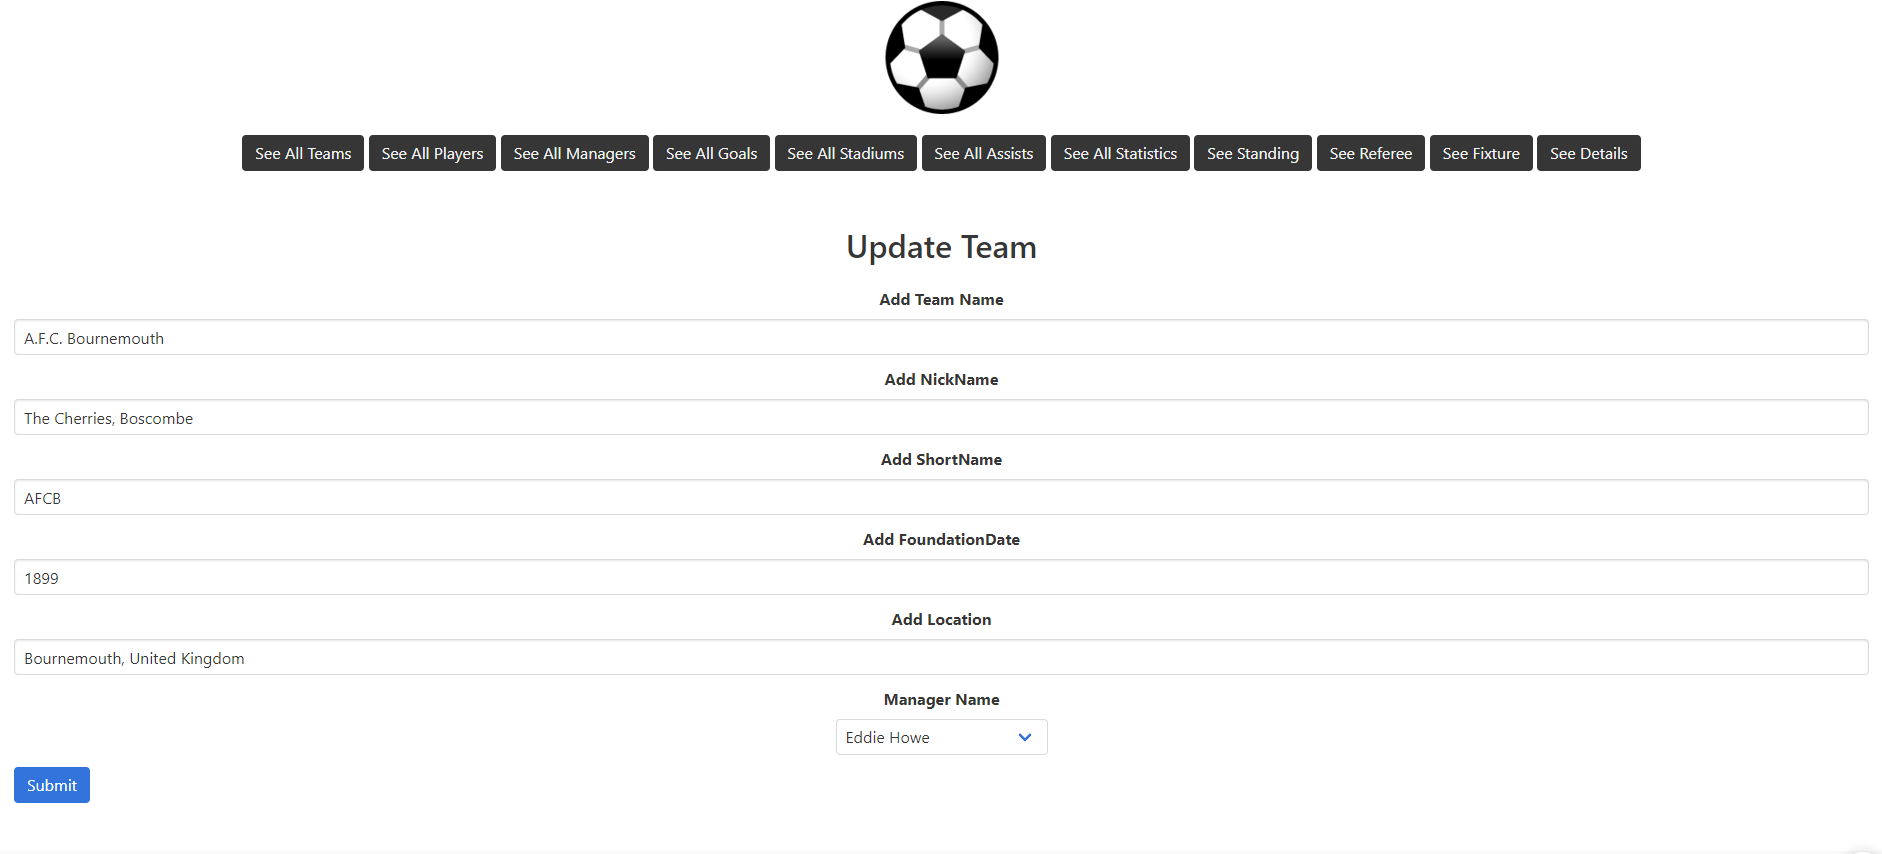 See All Teams See All Players See All Managers See All Goals See All Stadiums See All Assists See All Statistics See Standing See Referee See Fixture See Details
Update Team
Add Team Name
A.F.C. Bournemouth
Add NickName
The Cherries, Boscombe
Add ShortName
AFCB
Add FoundationDate
1899
Add Location
Bournemouth, United Kingdom
Manager Name
Eddie Howe
Submit